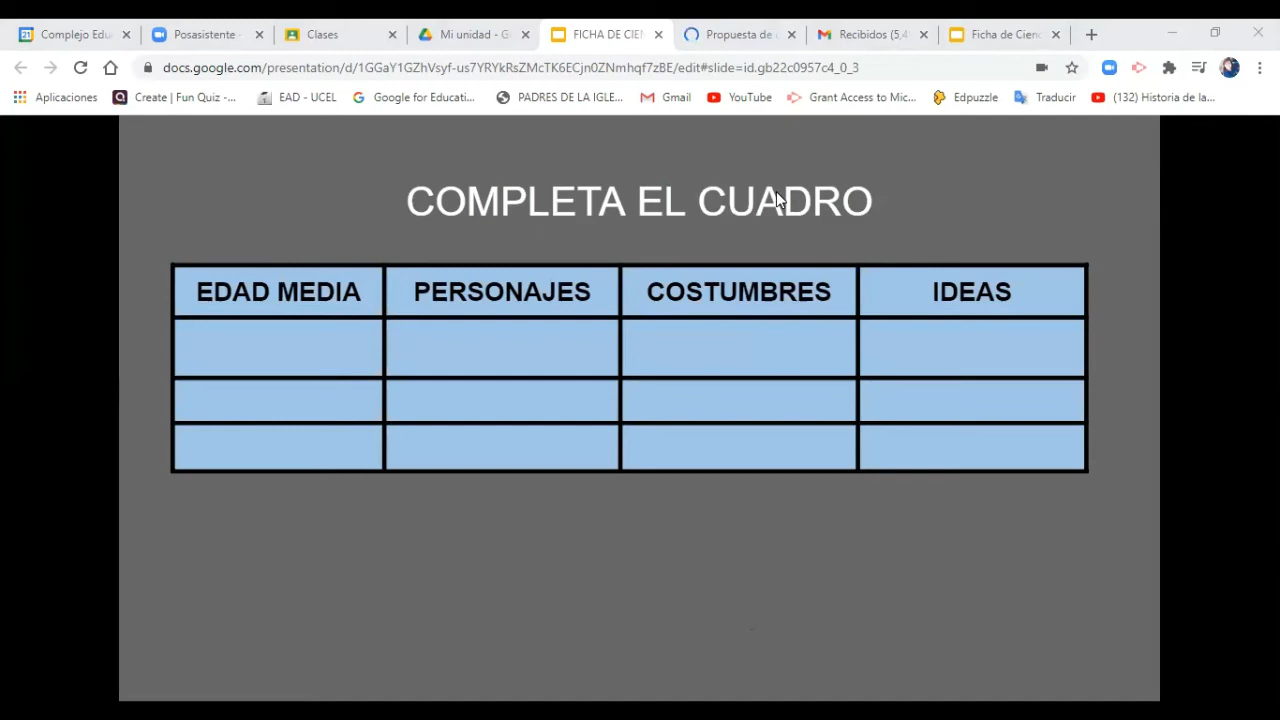 21 Complejo Edu
Posasistente -
Clases
Mi unidad - G
FICHA DE CIEN
Propuesta de
Recibidos (5,4
Ficha de Cienc
docs.google.com/presentation/d/1GGaY1GZhVsyf-us7YRYkRsZMcTK6ECjn0ZNmhqf7zBE/edit#slide=id.gb22c0957c4_0_3
Aplicaciones
Create | Fun Quiz -...
EAD - UCEL
Google for Educati...
PADRES DE LA IGLE...
Gmail
YouTube
Grant Access to Mic...
Edpuzzle
Traducir
(132) Historia de la...
COMPLETA EL CUADRO
EDAD MEDIA PERSONAJES COSTUMBRES IDEAS